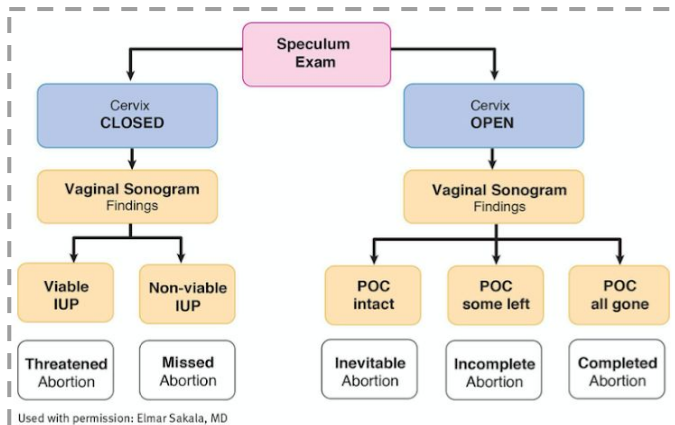 Speculum
Exam
Cervix
CLOSED
Cervix
OPEN
Vaginal Sonogram
Findings
Vaginal Sonogram
Findings
Viable
IUP
Non-viable
IUP
POC
intact
POC
some left
POC
all gone
Threatened
Abortion
Missed
Abortion
Inevitable
Abortion
Incomplete
Abortion
Completed
Abortion
Used with permission: Elmar Sakala, MD